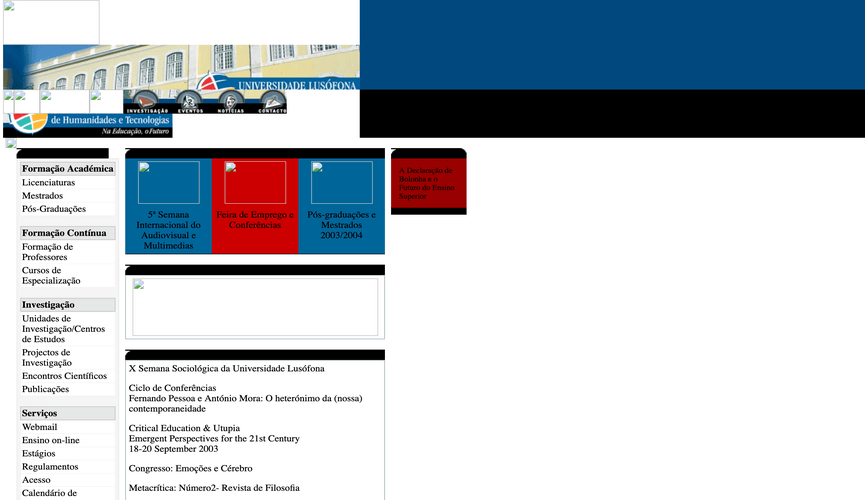 UNIVERSIDADE LUSÓFONA
INVESTIGAÇÃO EVENTOS NOTÍCIAS CONTACTO
de Humanidades e Tecnologias
Na Educação, o Futuro
Formação Académica
Licenciaturas
Mestrados
Pós-Graduações
Formação Contínua
Formação de
Professores
Cursos de
Especialização
Investigação
Unidades de
Investigação/Centros
de Estudos
Projectos de
Investigação
Encontros Científicos
Publicações
Serviços
Webmail
Ensino on-line
Estágios
Regulamentos
Acesso
Calendário de
5ª Semana
Internacional do
Audiovisual e
Multimedias
Feira de Emprego e
Conferências
Pós-graduações e
Mestrados
2003/2004
X Semana Sociológica da Universidade Lusófona
Ciclo de Conferências
Fernando Pessoa e António Mora: O heterónimo da (nossa)
contemporaneidade
Critical Education & Utupia
Emergent Perspectives for the 21st Century
18-20 September 2003
Congresso: Emoções e Cérebro
Metacrítica: Número2- Revista de Filosofia
A Declaração de
Bolonha e o
Futuro do Ensino
Superior